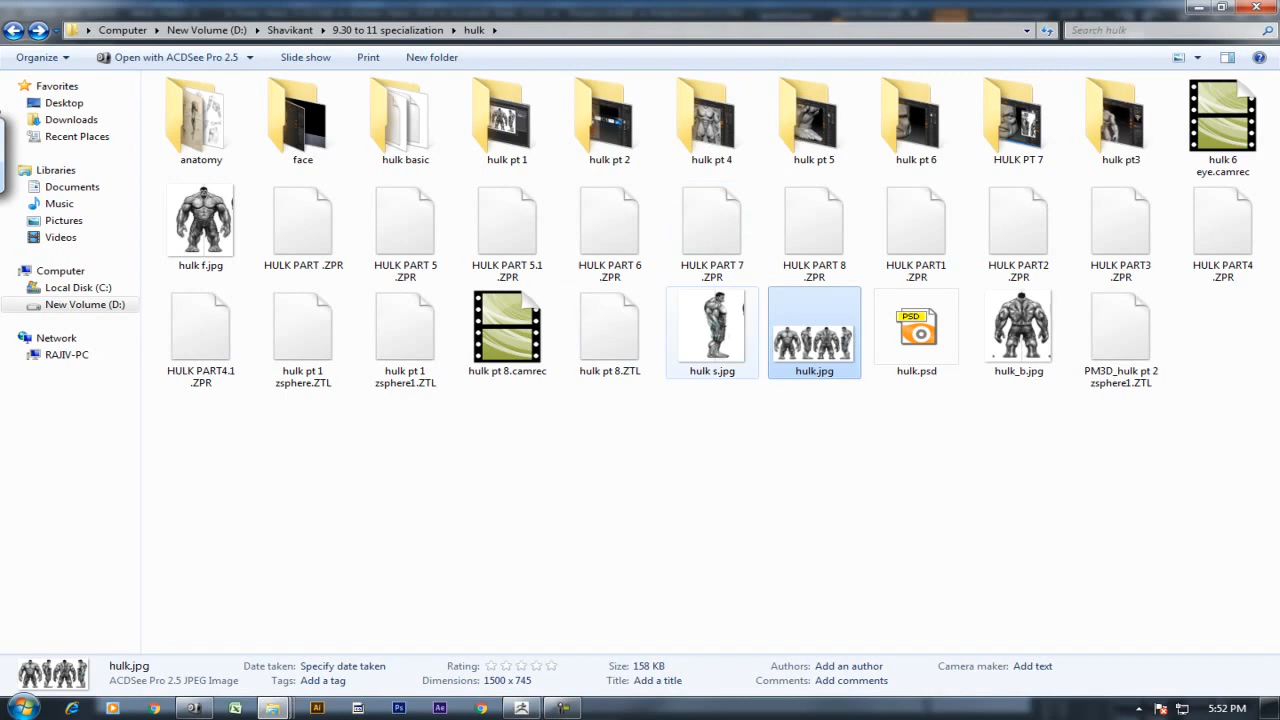 Computer New Volume (D:) Shavikant 9.30 to 11 specialization hulk
Search hulk
Organize Open with ACDSee Pro 2.5 Slide show Print New folder
Favorites
Desktop
Downloads
Recent Places
Libraries
Documents
Music
Pictures
Videos
Computer
Local Disk (C:)
New Volume (D:)
Network
RAJIV-PC
anatomy
face
hulk basic
hulk pt 1
hulk pt 2
hulk pt 4
hulk pt 5
hulk pt 6
HULK PT 7
hulk pt3
hulk 6
eye.camrec
hulk f.jpg
HULK PART .ZPR
HULK PART 5
.ZPR
HULK PART 5.1
.ZPR
HULK PART 6
.ZPR
HULK PART 7
.ZPR
HULK PART 8
.ZPR
HULK PART1
.ZPR
HULK PART2
.ZPR
HULK PART3
.ZPR
HULK PART4
.ZPR
HULK PART4.1
.ZPR
hulk pt 1
zsphere.ZTL
hulk pt 1
zsphere1.ZTL
hulk pt 8.camrec
hulk pt 8.ZTL
hulk s.jpg
hulk.jpg
PSD
hulk.psd
hulk_b.jpg
PM3D_hulk pt 2
zsphere1.ZTL
hulk.jpg Date taken: Specify date taken Rating: Size: 158 KB Authors: Add an author Camera maker: Add text
ACDSee Pro 2.5 JPEG Image Tags: Add a tag Dimensions: 1500 x 745 Title: Add a title Comments: Add comments
Ai Ps Ae 5:52 PM